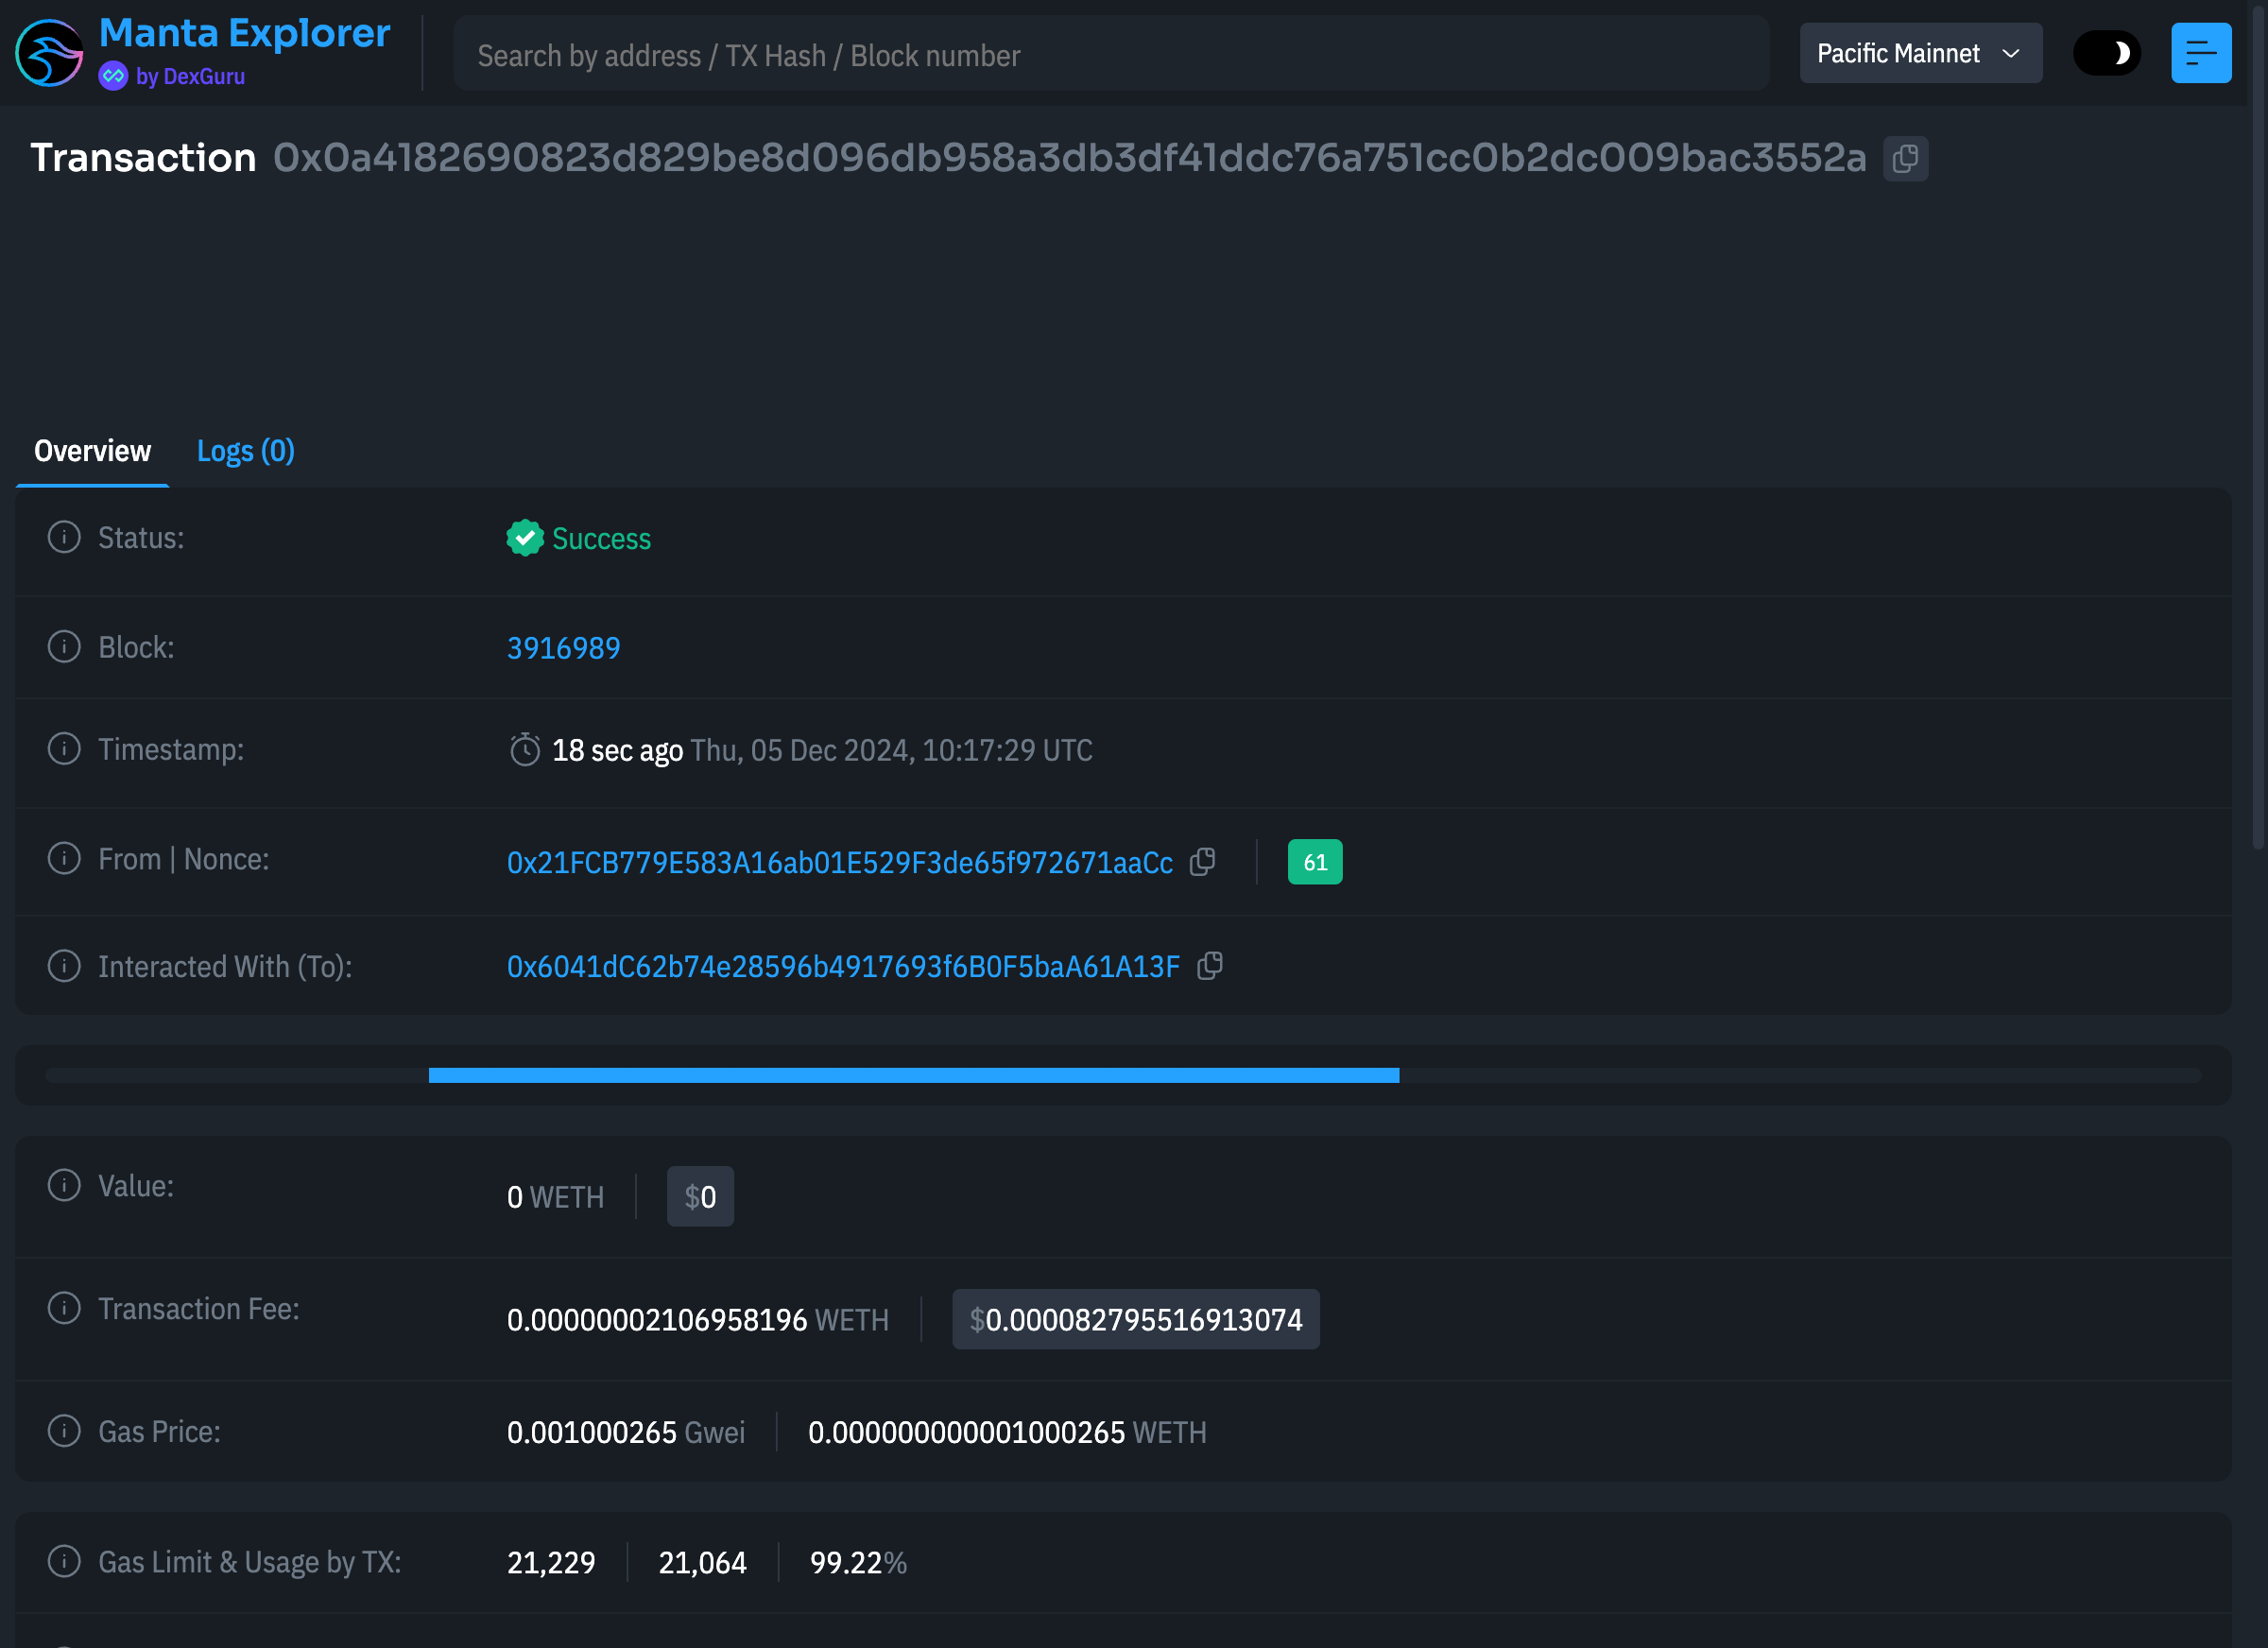 Manta Explorer
by DexGuru
Search by address / TX Hash / Block number
Pacific Mainnet
Transaction 0x0a4182690823d829be8d096db958a3db3df41ddc76a751cc0b2dc009bac3552a
Overview Logs (0)
Status: Success
Block: 3916989
Timestamp: 18 sec ago Thu, 05 Dec 2024, 10:17:29 UTC
From | Nonce: 0x21FCB779E583A16ab01E529F3de65f972671aaCc 61
Interacted With (To): 0x6041dC62b74e28596b4917693f6B0F5baA61A13F
Value: 0 WETH $0
Transaction Fee: 0.00000002106958196 WETH $0.000082795516913074
Gas Price: 0.001000265 Gwei 0.000000000001000265 WETH
Gas Limit & Usage by TX: 21,229 21,064 99.22%